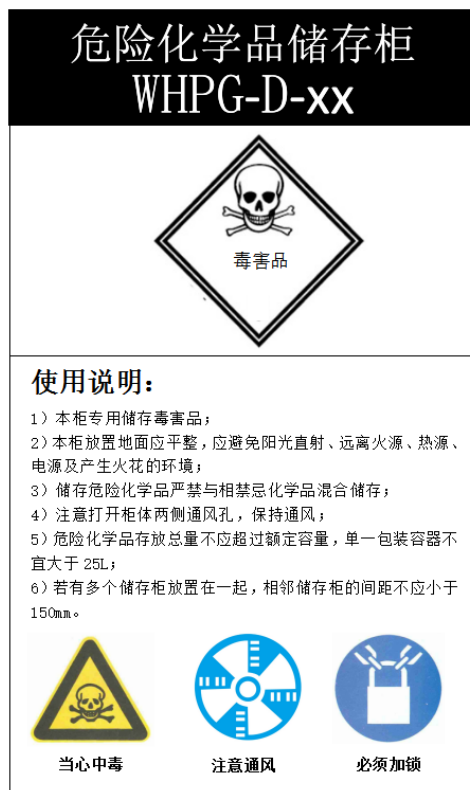 危险化学品储存柜
WHPG-D-xx
毒害品
使用说明：
1）本柜专用储存毒害品；
2）本柜放置地面应平整，应避免阳光直射、远离火源、热源、
电源及产生火花的环境；
3）储存危险化学品严禁与相禁忌化学品混合储存；
4）注意打开柜体两侧通风孔，保持通风；
5）危险化学品存放总量不应超过额定容量，单一包装容器不
宜大于 25L；
6）若有多个储存柜放置在一起，相邻储存柜的间距不应小于
150mm。
当心中毒
注意通风
必须加锁